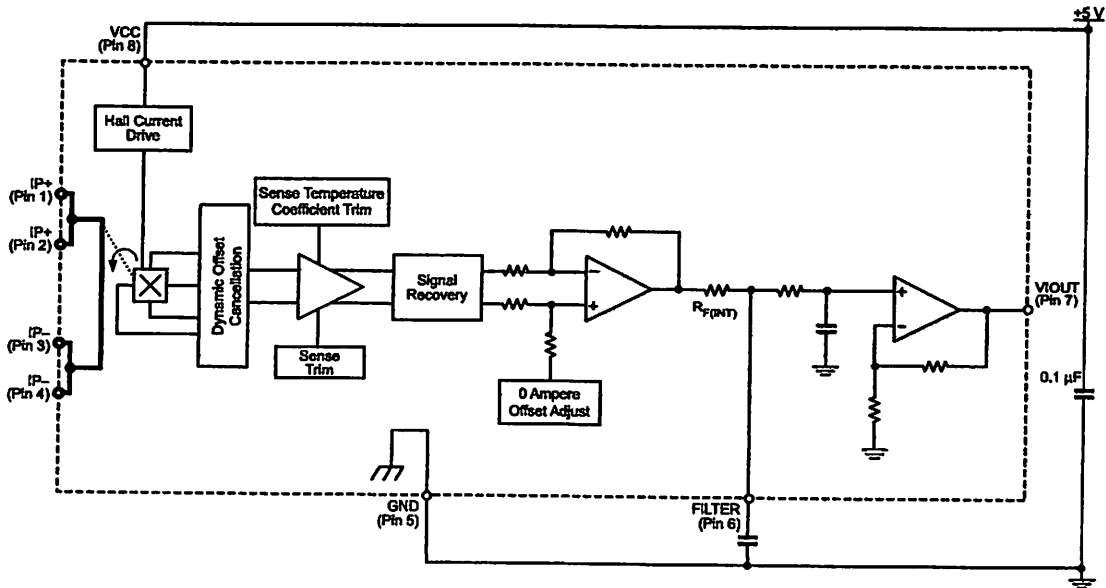 +5 V
VCC
(Pin 8)
Hall Current
Drive
IP+
(Pin 1)
IP+
(Pin 2)
IP−
(Pin 3)
IP−
(Pin 4)
Dynamic Offset
Cancellation
Sense Temperature
Coefficient Trim
Sense
Trim
Signal
Recovery
0 Ampere
Offset Adjust
−
+
RF(INT)
+
−
VIOUT
(Pin 7)
0.1 µF
GND
(Pin 5)
FILTER
(Pin 6)